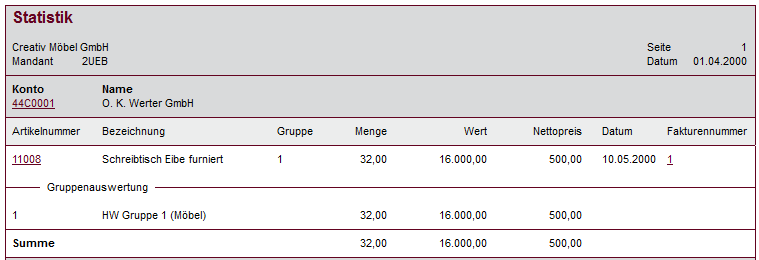 Statistik
Creativ Möbel GmbH Seite 1
Mandant 2UEB Datum 01.04.2000
Konto Name
44C0001 O. K. Werter GmbH
Artikelnummer Bezeichnung Gruppe Menge Wert Nettopreis Datum Fakturennummer
11008 Schreibtisch Eibe furniert 1 32,00 16.000,00 500,00 10.05.2000 1
Gruppenauswertung
1 HW Gruppe 1 (Möbel) 32,00 16.000,00 500,00
Summe 32,00 16.000,00 500,00